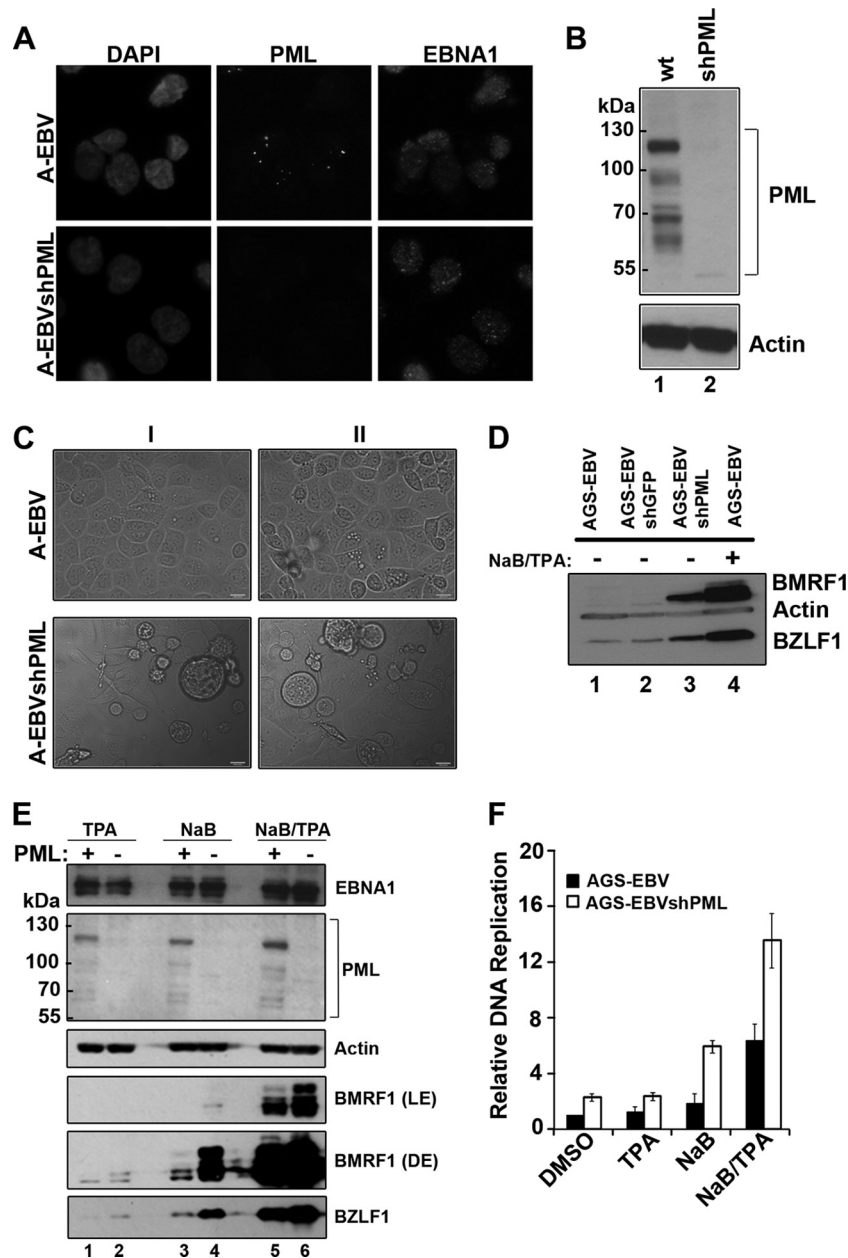 A
DAPI PML EBNA1
A-EBV
A-EBVshPML
B
wt shPML
kDa
130
100
70
55
PML
Actin
1 2
C
I II
A-EBV
A-EBVshPML
D
AGS-EBV
AGS-EBV shGFP
AGS-EBV shPML
AGS-EBV
NaB/TPA: - - - +
BMRF1
Actin
BZLF1
1 2 3 4
E
TPA NaB NaB/TPA
PML: + - + - + -
EBNA1
kDa
130
100
70
55
PML
Actin
BMRF1 (LE)
BMRF1 (DE)
BZLF1
1 2 3 4 5 6
F
Relative DNA Replication
20
16
12
8
6
2
0
AGS-EBV
AGS-EBVshPML
DMSO TPA NaB NaB/TPA